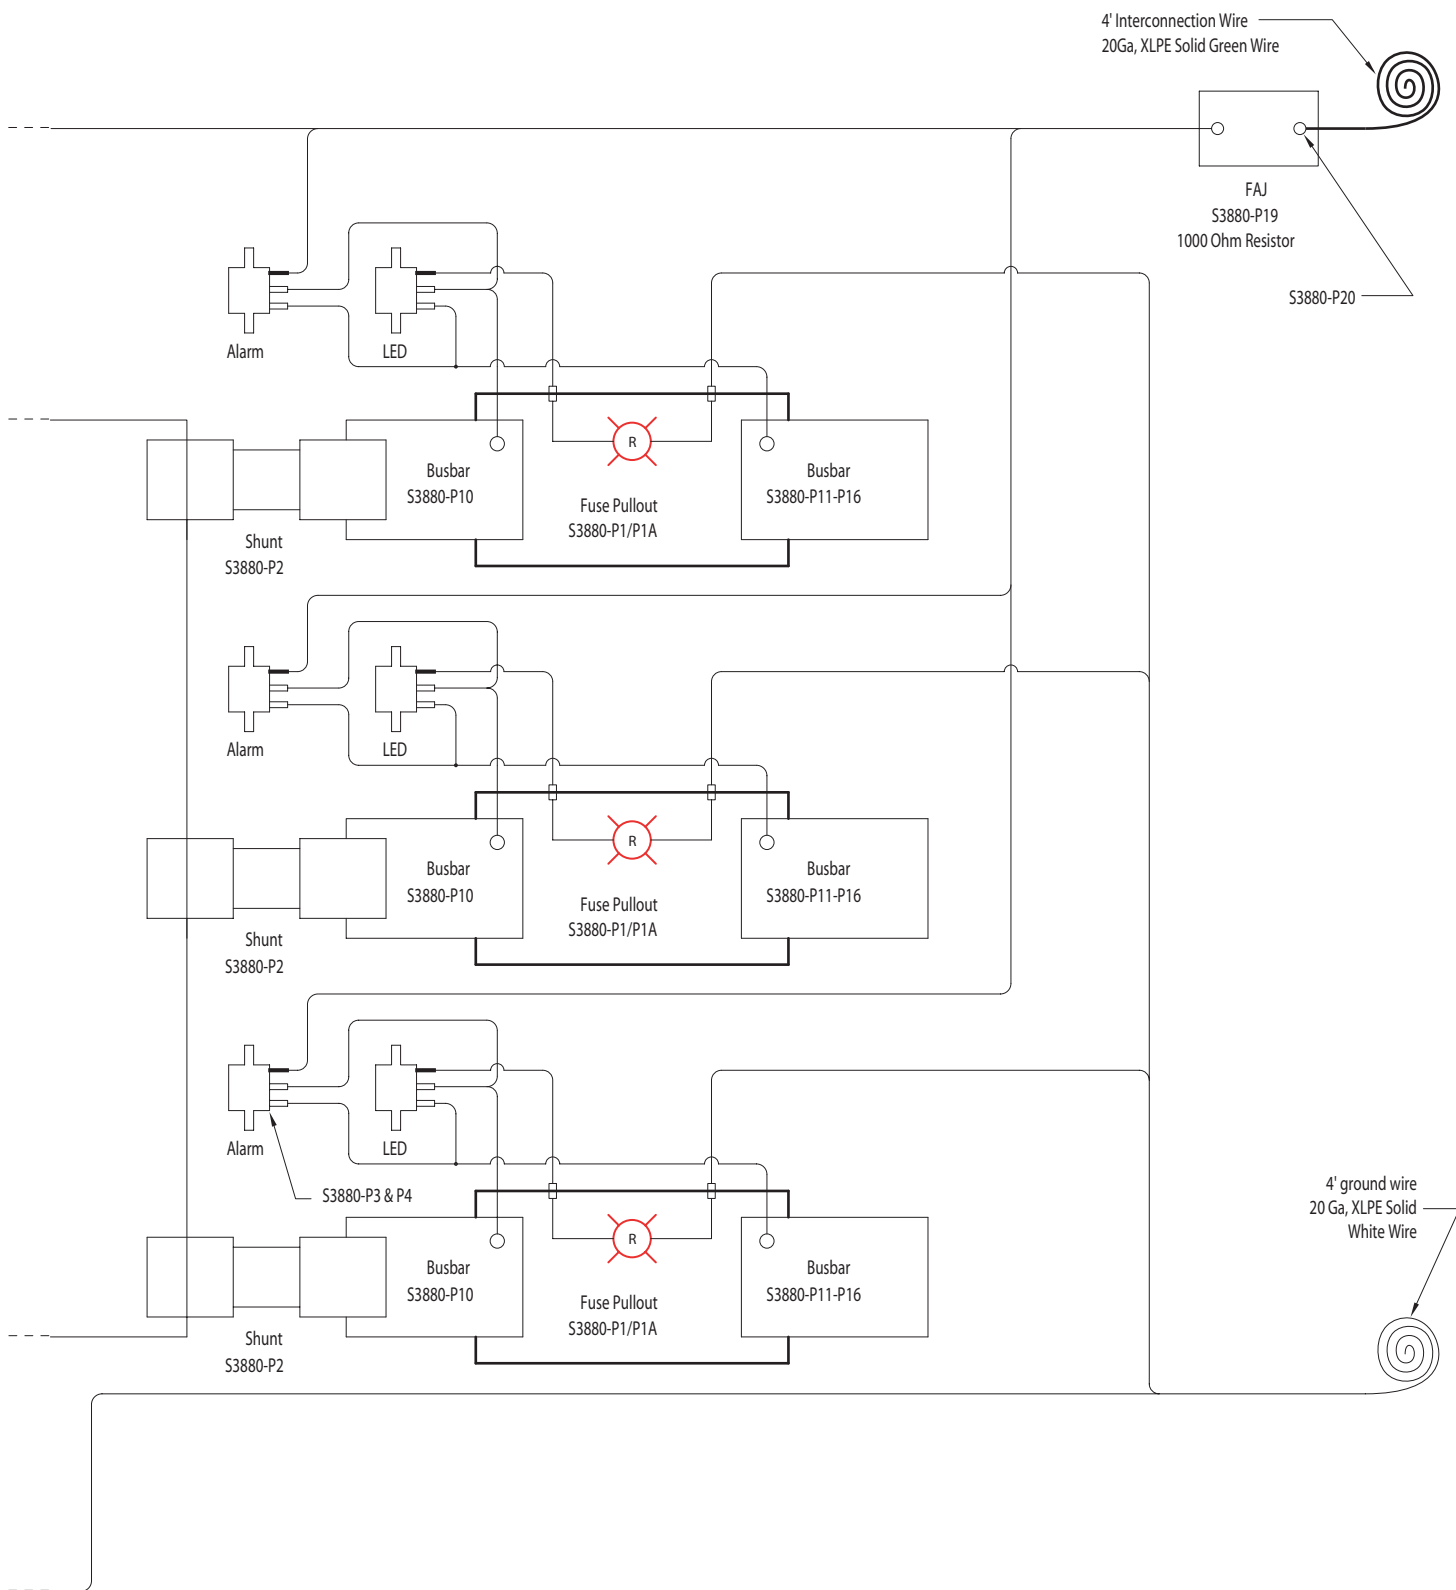 4' Interconnection Wire
20Ga, XLPE Solid Green Wire
FAJ
S3880-P19
1000 Ohm Resistor
S3880-P20
Alarm
LED
Busbar
S3880-P10
R
Busbar
S3880-P11-P16
Fuse Pullout
S3880-P1/P1A
Shunt
S3880-P2
Alarm
LED
Busbar
S3880-P10
R
Busbar
S3880-P11-P16
Fuse Pullout
S3880-P1/P1A
Shunt
S3880-P2
Alarm
LED
S3880-P3 & P4
4' ground wire
20 Ga, XLPE Solid
White Wire
Busbar
S3880-P10
R
Busbar
S3880-P11-P16
Fuse Pullout
S3880-P1/P1A
Shunt
S3880-P2